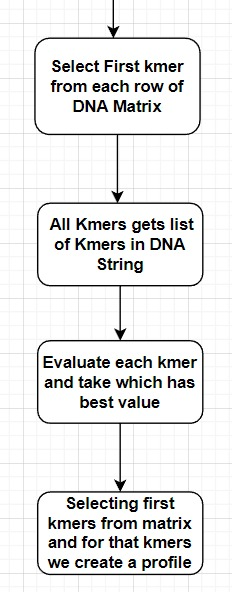 Select First kmer
from each row of
DNA Matrix
All Kmers gets list
of Kmers in DNA
String
Evaluate each kmer
and take which has
best value
Selecting first
kmers from matrix
and for that kmers
we create a profile